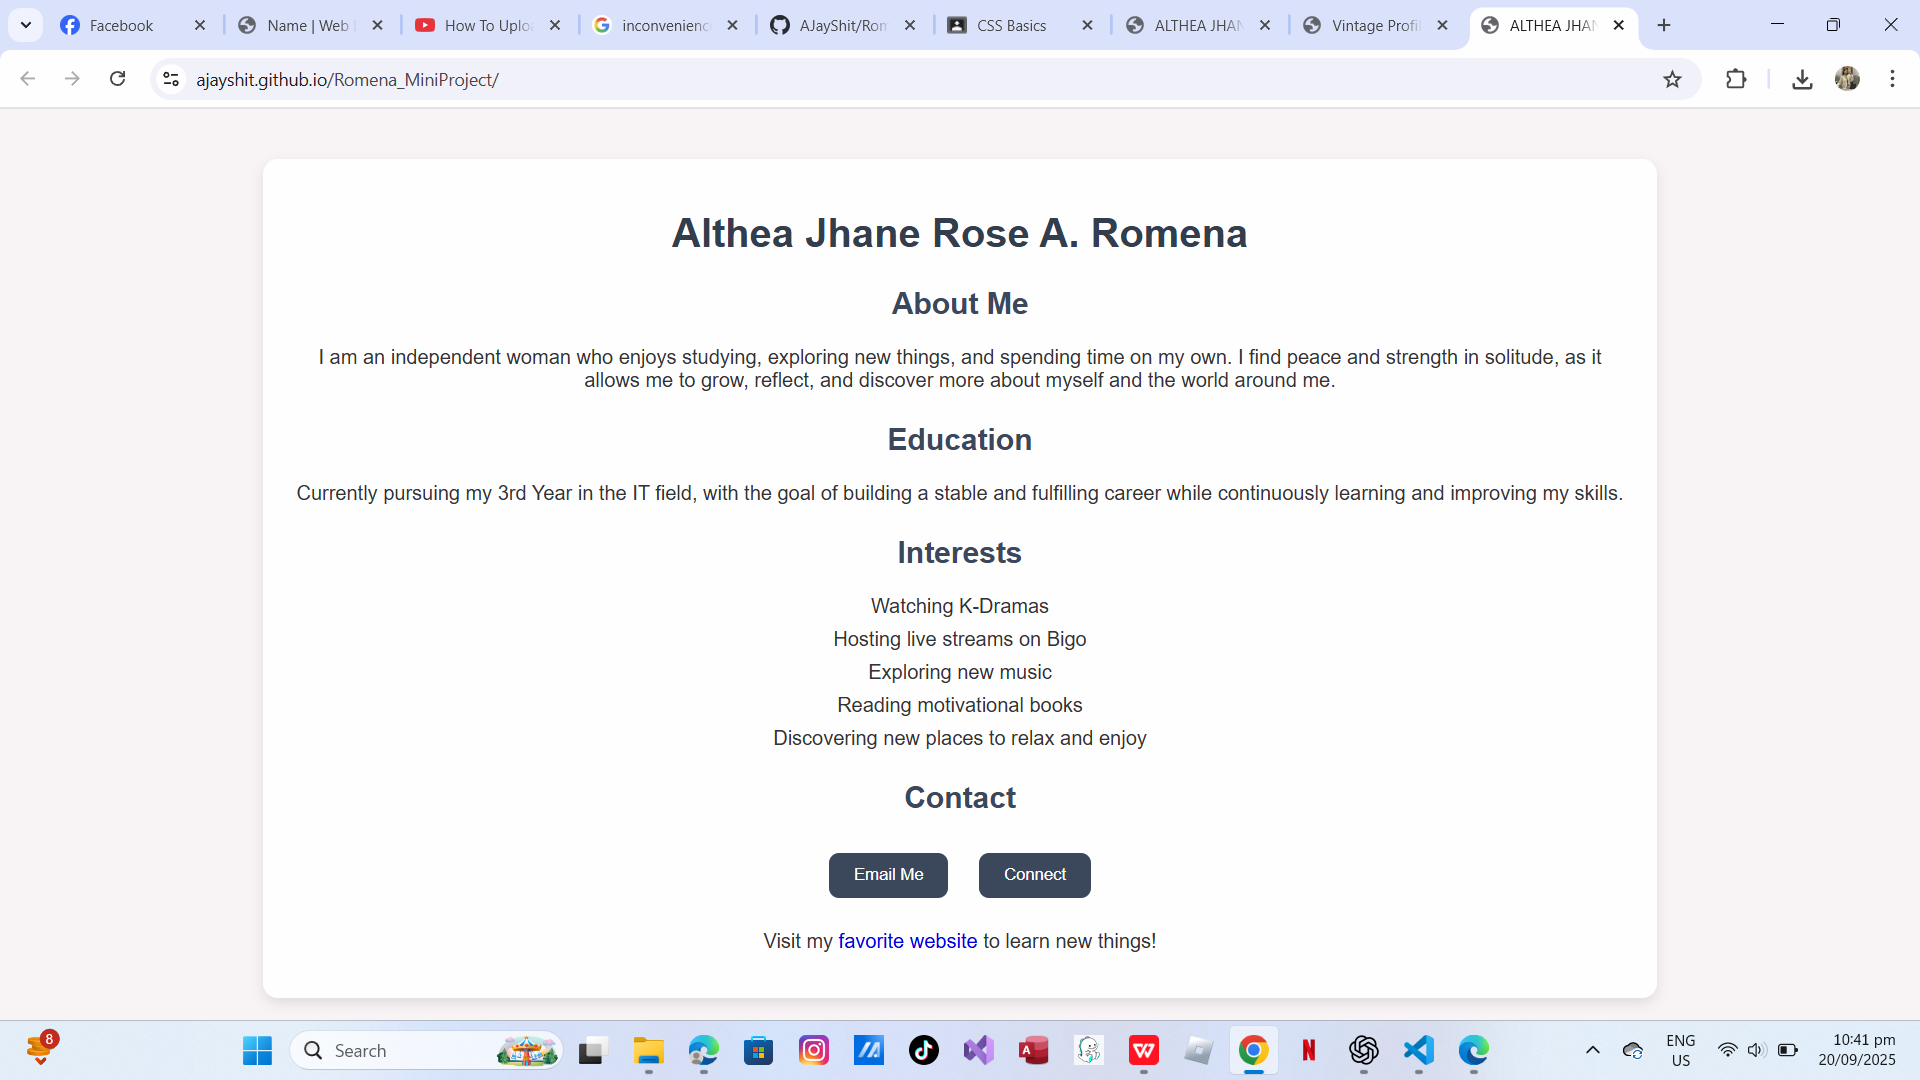 Facebook
Name | Web
How To Uplo
inconvenienc
AJayShit/Rom
CSS Basics
ALTHEA JHAN
Vintage Profil
ALTHEA JHAN
ajayshit.github.io/Romena_MiniProject/
Althea Jhane Rose A. Romena
About Me
I am an independent woman who enjoys studying, exploring new things, and spending time on my own. I find peace and strength in solitude, as it
allows me to grow, reflect, and discover more about myself and the world around me.
Education
Currently pursuing my 3rd Year in the IT field, with the goal of building a stable and fulfilling career while continuously learning and improving my skills.
Interests
Watching K-Dramas
Hosting live streams on Bigo
Exploring new music
Reading motivational books
Discovering new places to relax and enjoy
Contact
Email Me
Connect
Visit my favorite website to learn new things!
8
Search
ENG
US
10:41 pm
20/09/2025